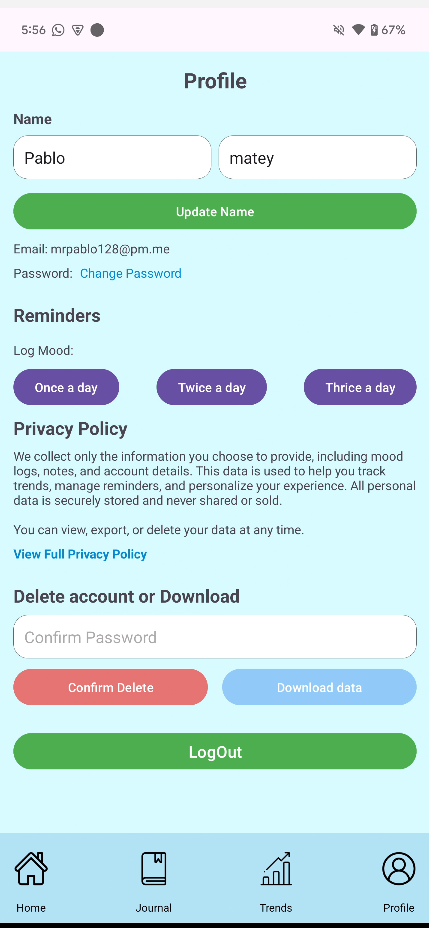 5:56 67%
Profile
Name
Pablo matey
Update Name
Email: mrpablo128@pm.me
Password: Change Password
Reminders
Log Mood:
Once a day Twice a day Thrice a day
Privacy Policy
We collect only the information you choose to provide, including mood
logs, notes, and account details. This data is used to help you track
trends, manage reminders, and personalize your experience. All personal
data is securely stored and never shared or sold.
You can view, export, or delete your data at any time.
View Full Privacy Policy
Delete account or Download
Confirm Password
Confirm Delete Download data
LogOut
Home Journal Trends Profile